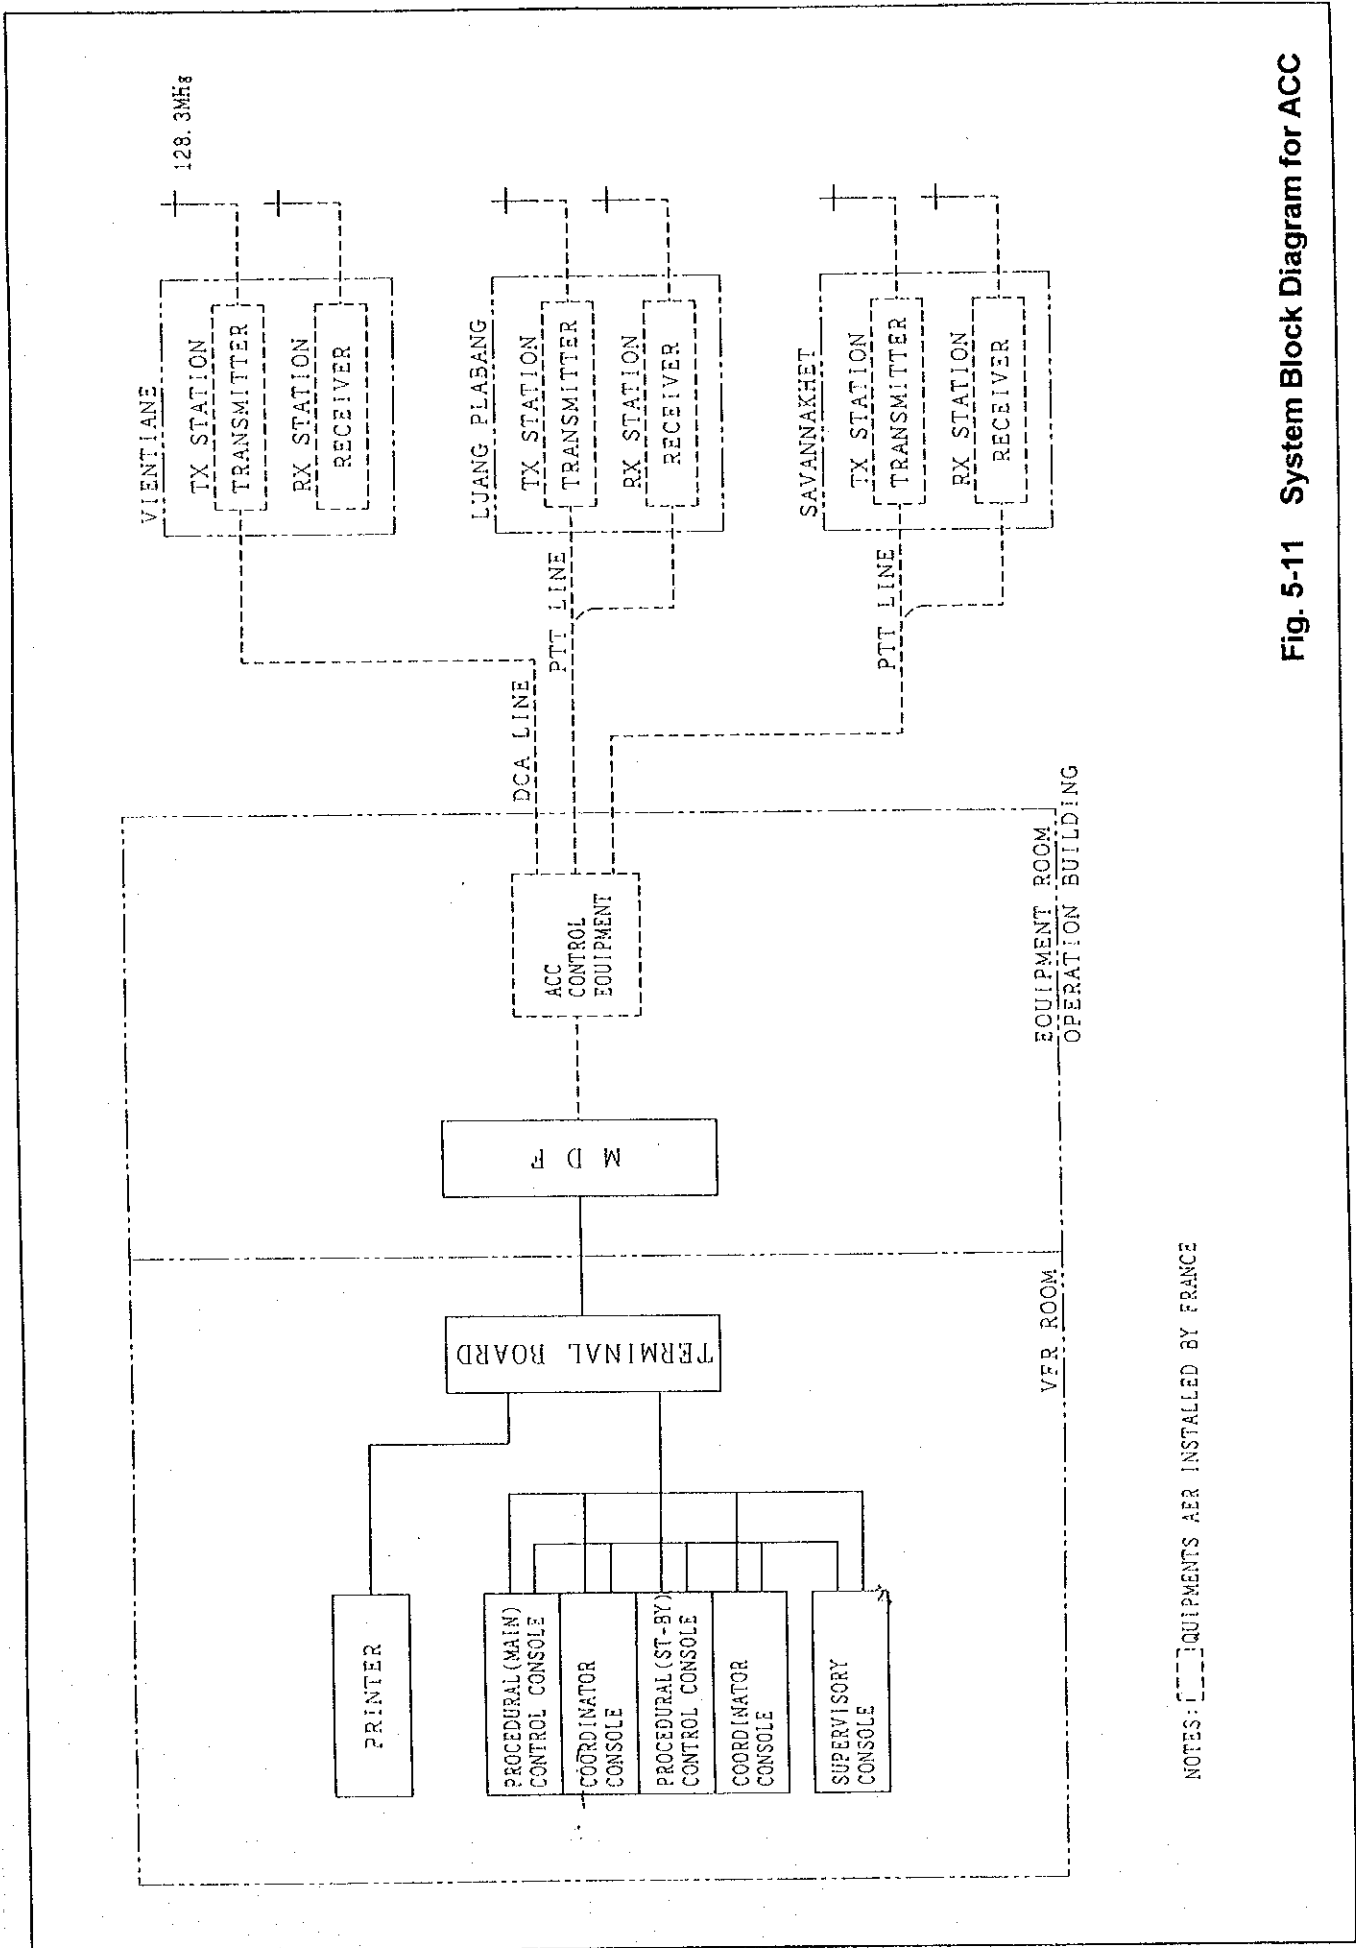 128.3MHs
VIENTIANE
TX STATION
TRANSMITTER
RX STATION
RECEIVER
LUANG PLABANG
TX STATION
TRANSMITTER
RX STATION
RECEIVER
SAVANNAKHET
TX STATION
TRANSMITTER
RX STATION
RECEIVER
DCA LINE
PTT LINE
PTT LINE
ACC
CONTROL
EQUIPMENT
M D F
EQUIPMENT ROOM
OPERATION BUILDING
TERMINAL BOARD
VFR ROOM
PRINTER
PROCEDURAL(MAIN)
CONTROL CONSOLE
COORDINATOR
CONSOLE
PROCEDURAL(ST-BY)
CONTROL CONSOLE
COORDINATOR
CONSOLE
SUPERVISORY
CONSOLE
NOTES: QUIPMENTS AER INSTALLED BY FRANCE
Fig. 5-11 System Block Diagram for ACC